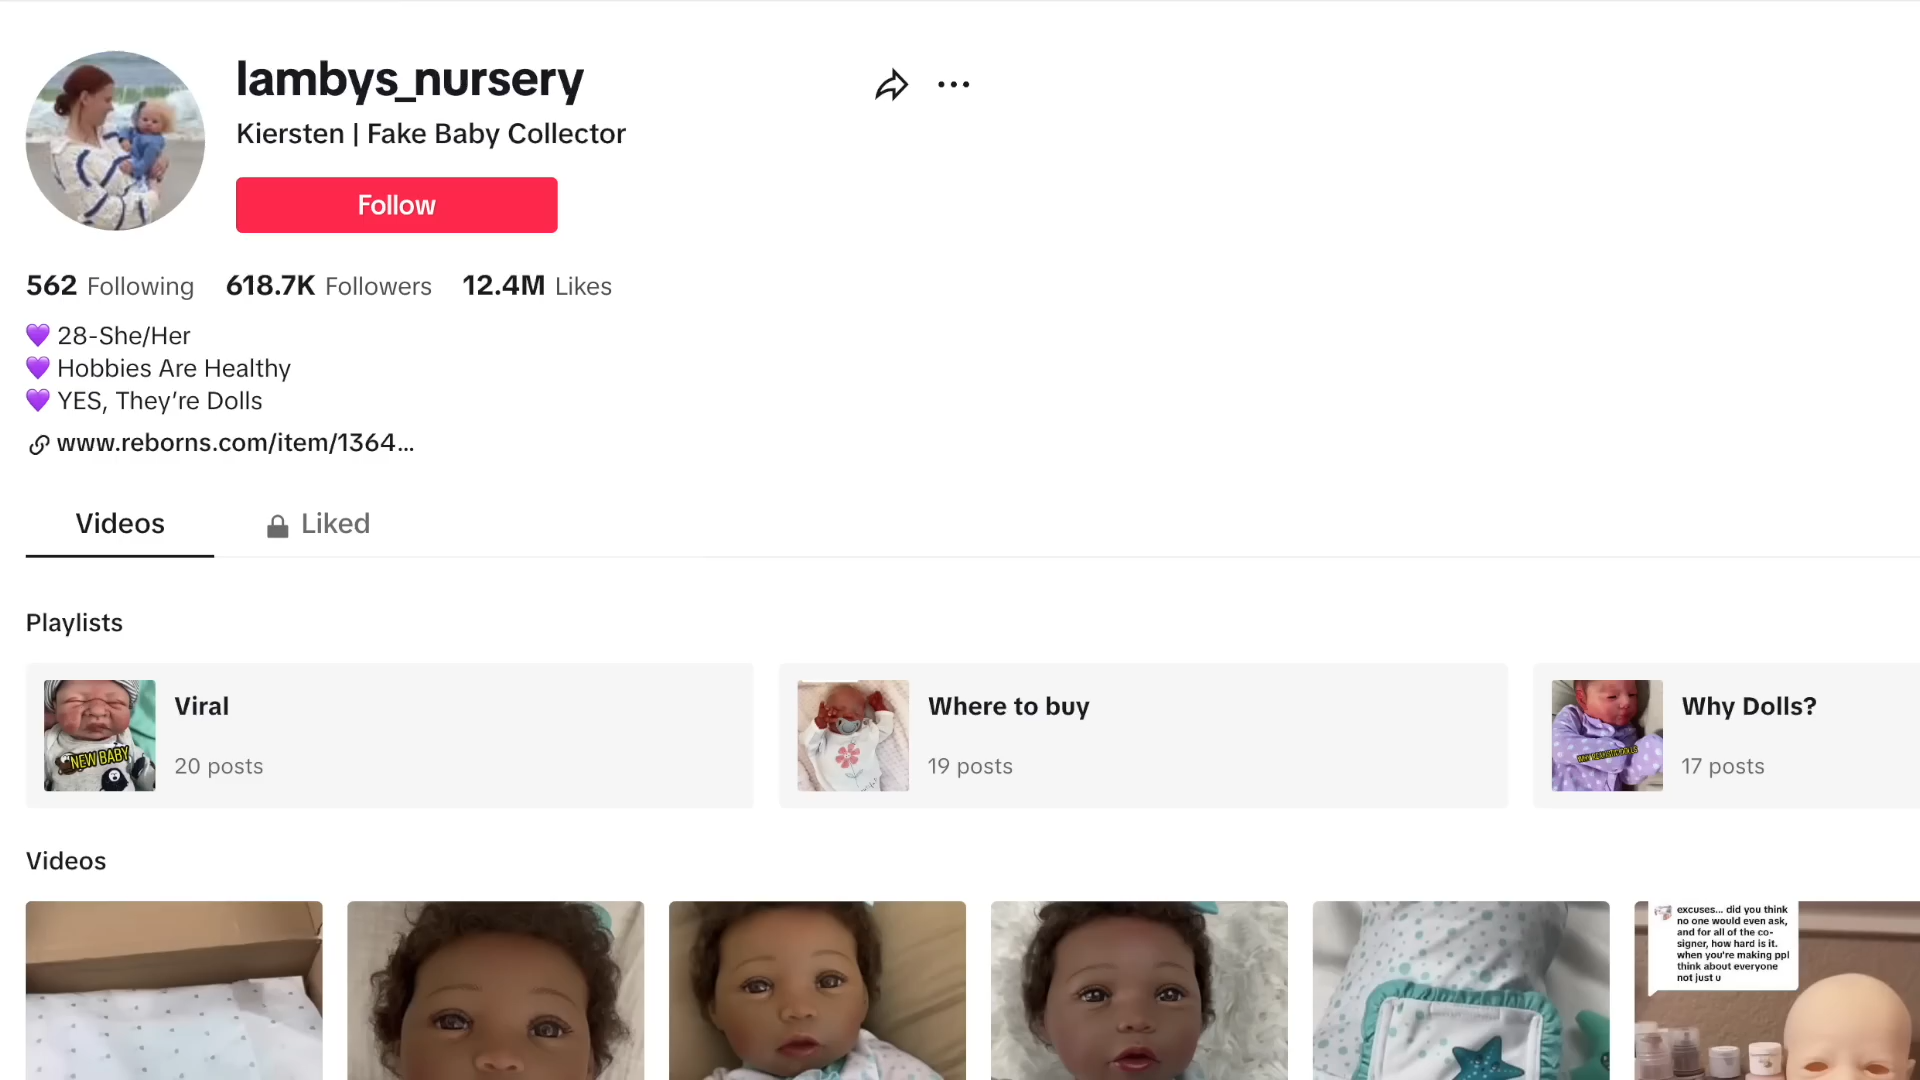 lambys_nursery
Kiersten | Fake Baby Collector
Follow
562 Following 618.7K Followers 12.4M Likes
💜 28-She/Her
💜 Hobbies Are Healthy
💜 YES, They’re Dolls
www.reborns.com/item/1364...
Videos Liked
Playlists
NEW BABY
Viral
20 posts
Where to buy
19 posts
Why Dolls?
17 posts
Videos
excuses... did you think
no one would even ask,
and for all of the co-
signer, how hard is it.
when you're making ppl
think about everyone
not just u